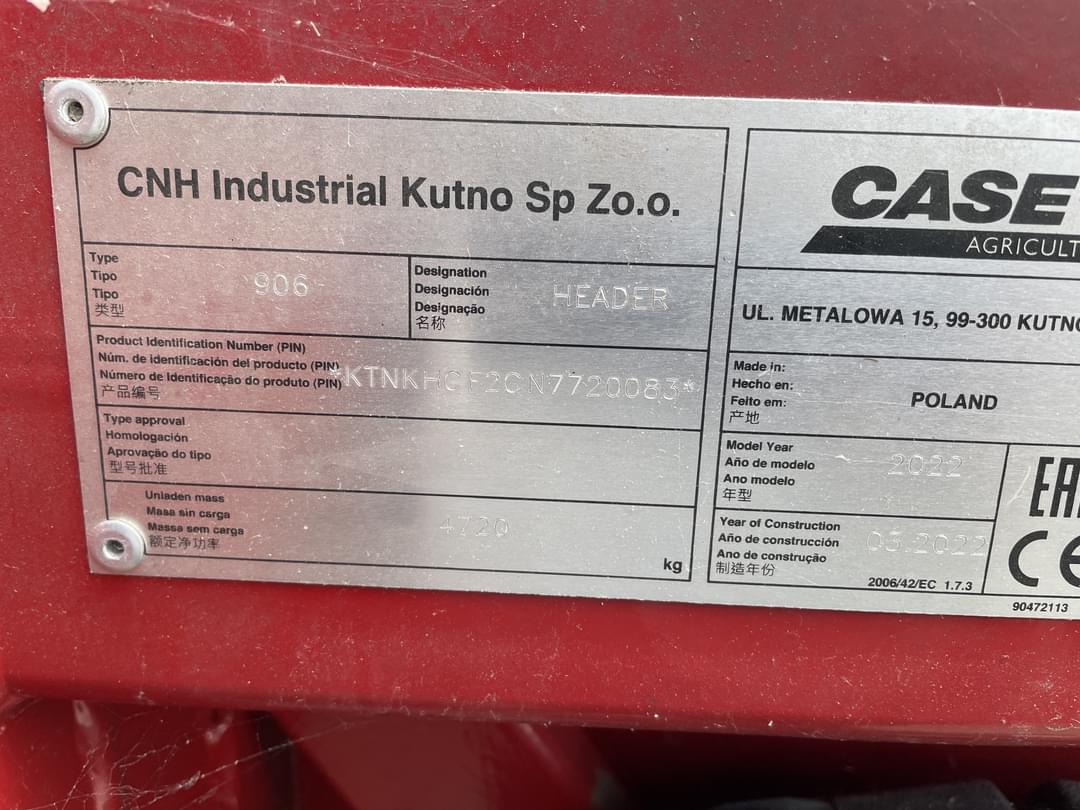 CNH Industrial Kutno Sp Zo.o.
Type
Tipo
Tipo
类型
906
Designation
Designación
Designação
名称
HEADER
Product Identification Number (PIN)
Núm. de identificación del producto (PIN)
Número de Identificação do produto (PIN)
产品编号
Type approval
Homologación
Aprovação do tipo
型号批准
Unladen mass
Masa sin carga
Massa sem carga
额定净功率
4720
kg
CASE
AGRICULT
UL. METALOWA 15, 99-300 KUTNO
Made in:
Hecho en:
Feito em:
产地
POLAND
Model Year
Año de modelo
Ano modelo
年型
2022
Year of Construction
Año de construcción
Ano de construção
制造年份
2006/42/EC 1.7.3
EAC
CE
90472113